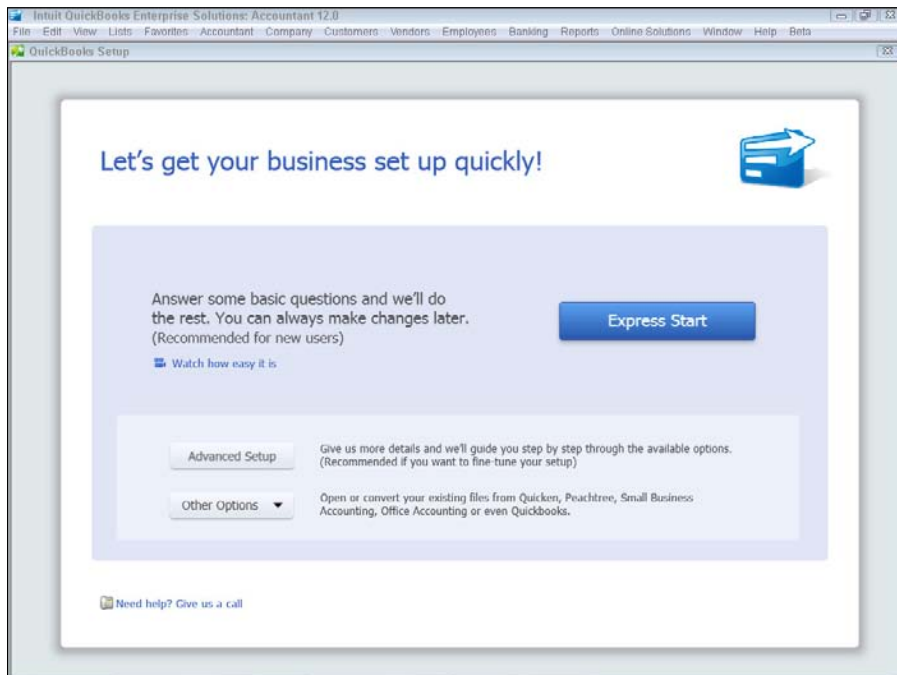 Intuit QuickBooks Enterprise Solutions: Accountant 12.0
File Edit View Lists Favorites Accountant Company Customers Vendors Employees Banking Reports Online Solutions Window Help Beta
QuickBooks Setup
Let's get your business set up quickly!
Answer some basic questions and we'll do
the rest. You can always make changes later.
(Recommended for new users)
Express Start
Watch how easy it is
Advanced Setup
Give us more details and we'll guide you step by step through the available options.
(Recommended if you want to fine-tune your setup)
Other Options
Open or convert your existing files from Quicken, Peachtree, Small Business
Accounting, Office Accounting or even Quickbooks.
Need help? Give us a call